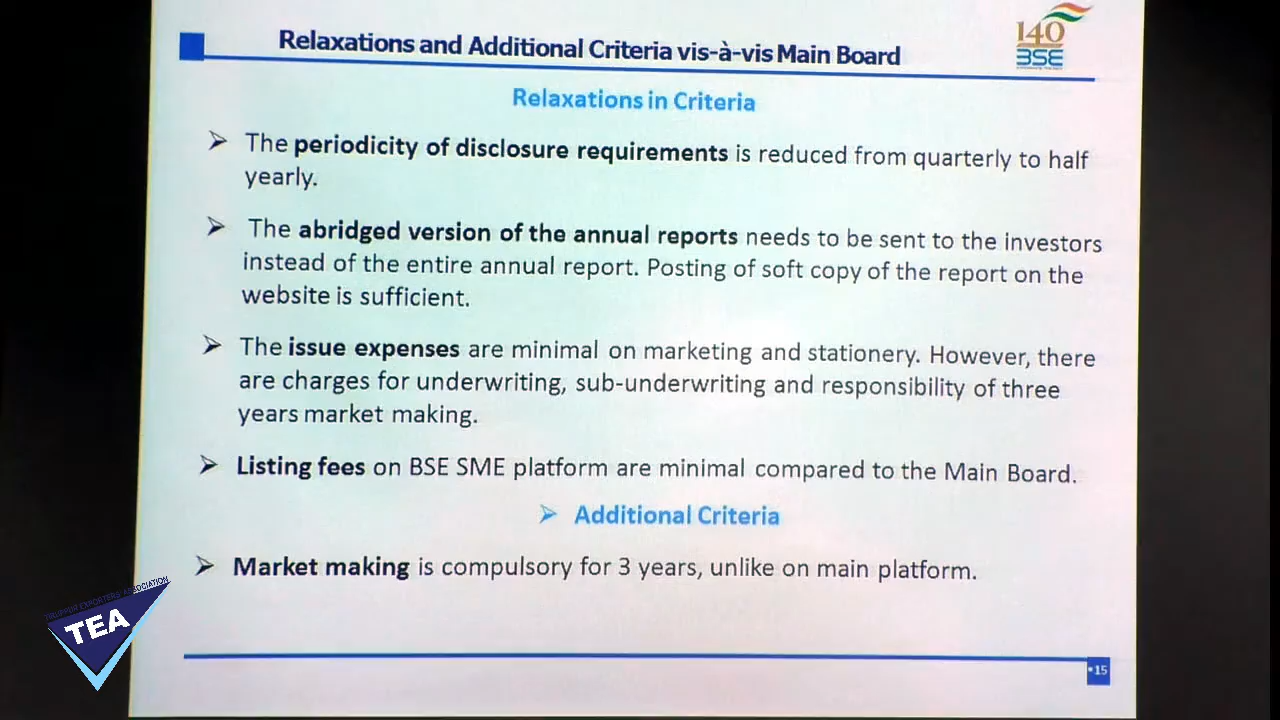 Relaxations and Additional Criteria vis-à-vis Main Board
140
BSE
Relaxations in Criteria
➢ The periodicity of disclosure requirements is reduced from quarterly to half
yearly.
➢ The abridged version of the annual reports needs to be sent to the investors
instead of the entire annual report. Posting of soft copy of the report on the
website is sufficient.
➢ The issue expenses are minimal on marketing and stationery. However, there
are charges for underwriting, sub-underwriting and responsibility of three
years market making.
➢ Listing fees on BSE SME platform are minimal compared to the Main Board.
➢ Additional Criteria
➢ Market making is compulsory for 3 years, unlike on main platform.
TIRUPPUR EXPORTERS' ASSOCIATION
TEA
▪15